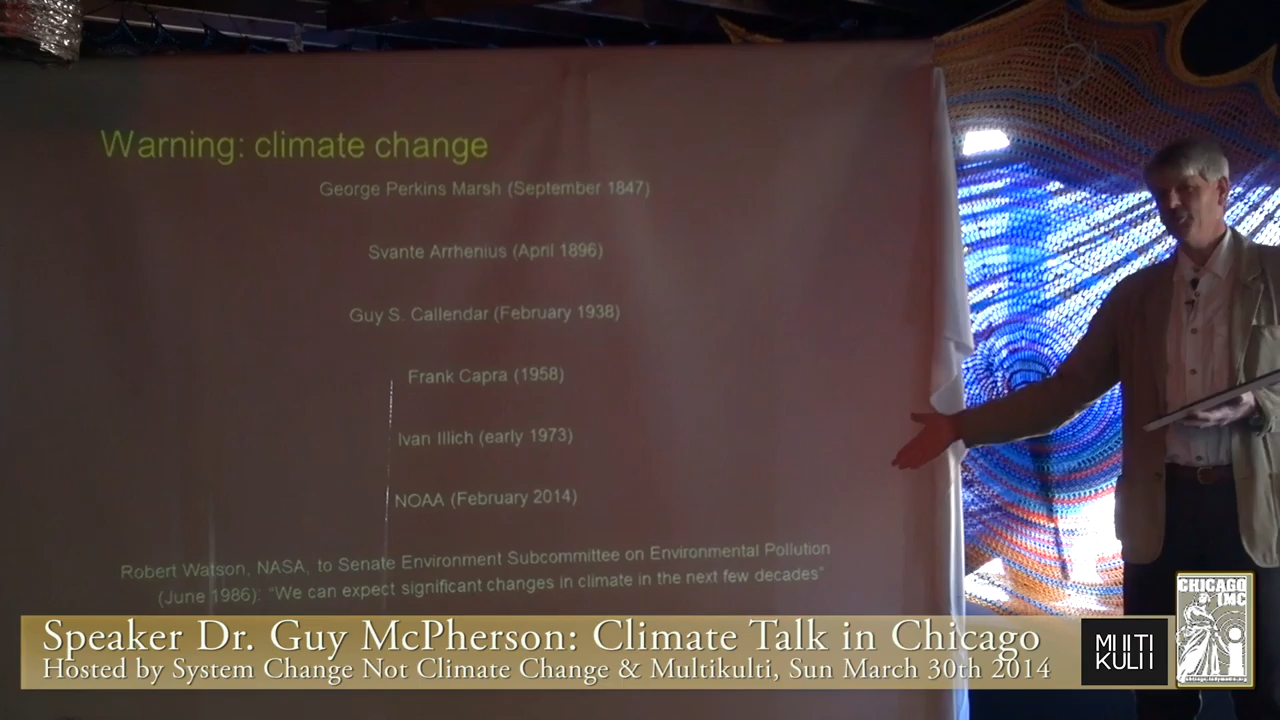 Warning: climate change
George Perkins Marsh (September 1847)
Svante Arrhenius (April 1896)
Guy S. Callendar (February 1938)
Frank Capra (1958)
Ivan Illich (early 1973)
NOAA (February 2014)
Robert Watson, NASA, to Senate Environment Subcommittee on Environmental Pollution
(June 1986): "We can expect significant changes in climate in the next few decades"
Speaker Dr. Guy McPherson: Climate Talk in Chicago
Hosted by System Change Not Climate Change & Multikulti, Sun March 30th 2014
MULTI
KULTI
CHICAGO
IMC
i